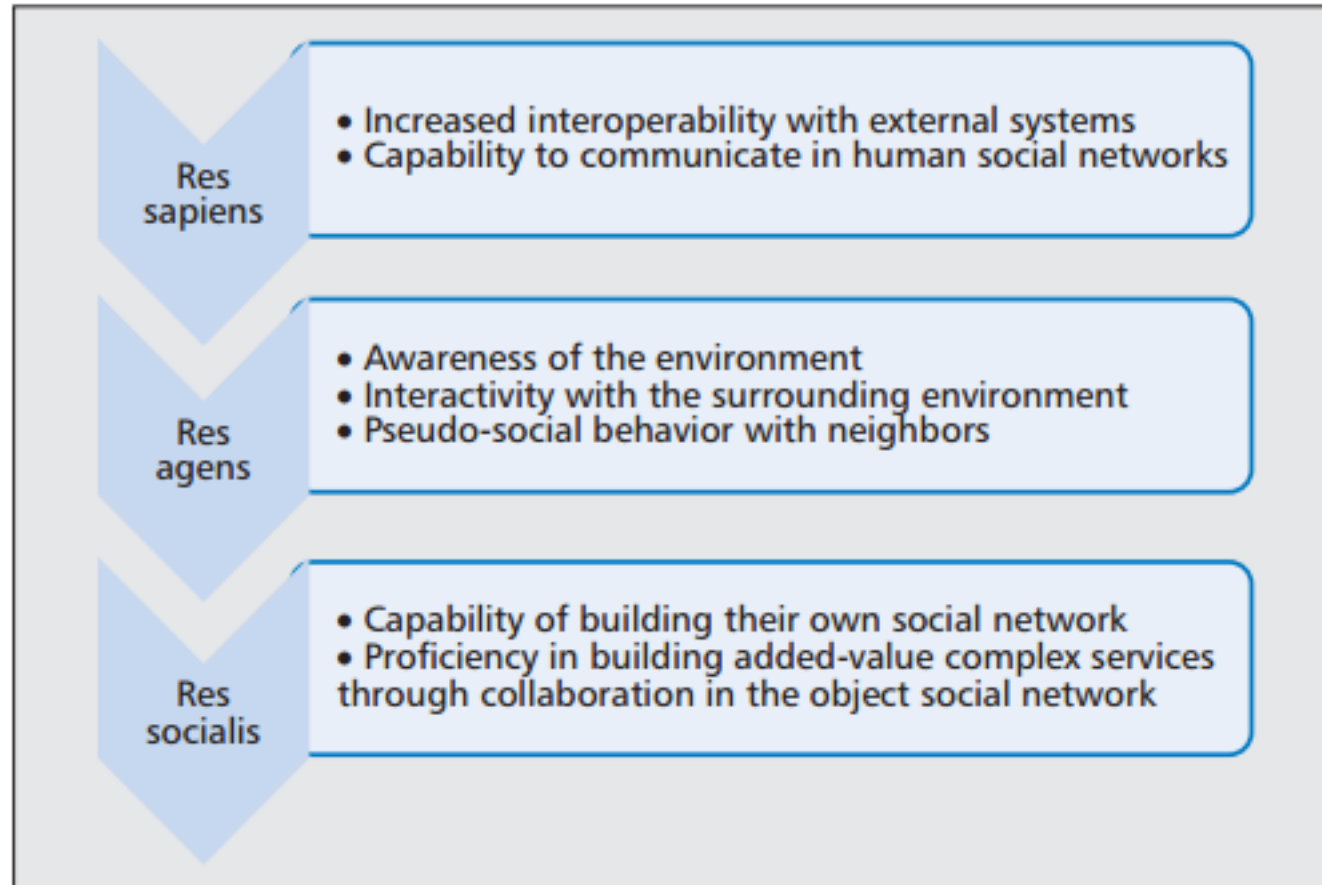 Res
sapiens
• Increased interoperability with external systems
• Capability to communicate in human social networks
Res
agens
• Awareness of the environment
• Interactivity with the surrounding environment
• Pseudo-social behavior with neighbors
Res
socialis
• Capability of building their own social network
• Proficiency in building added-value complex services
through collaboration in the object social network